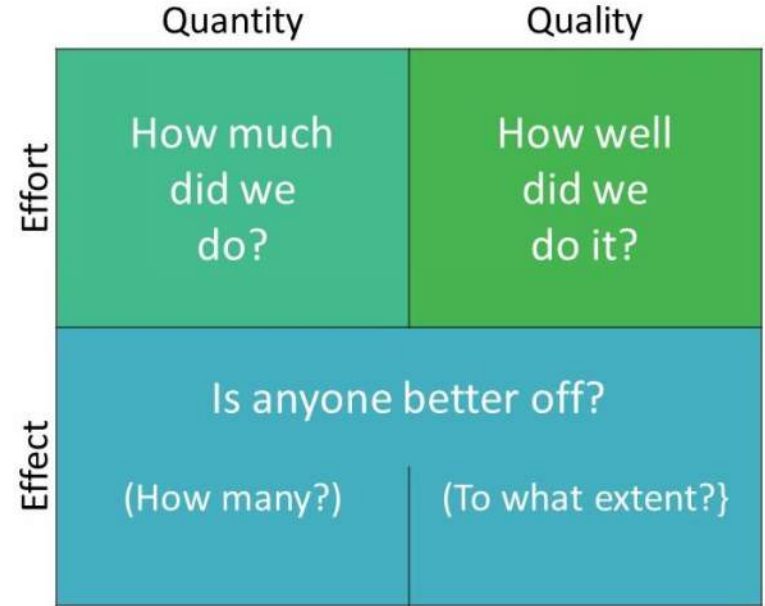 Quantity Quality
Effort
How much
did we
do?
How well
did we
do it?
Effect
Is anyone better off?
(How many?) (To what extent?}